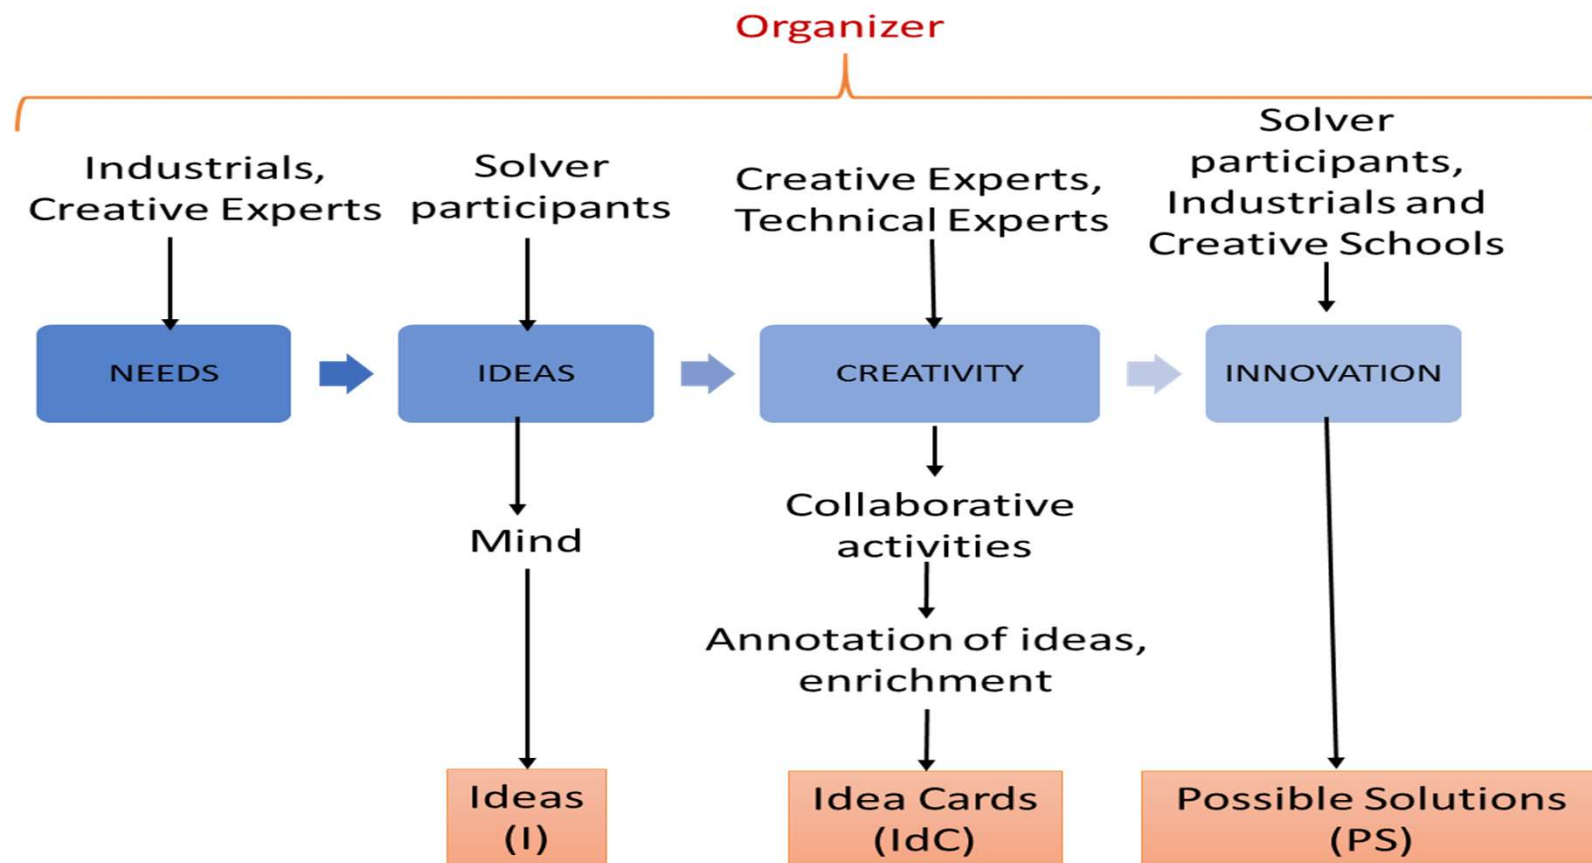 Organizer
Industrials,
Creative Experts
Solver
participants
Creative Experts,
Technical Experts
Solver
participants,
Industrials and
Creative Schools
NEEDS
IDEAS
CREATIVITY
INNOVATION
Mind
Collaborative
activities
Annotation of ideas,
enrichment
Ideas
(I)
Idea Cards
(IdC)
Possible Solutions
(PS)